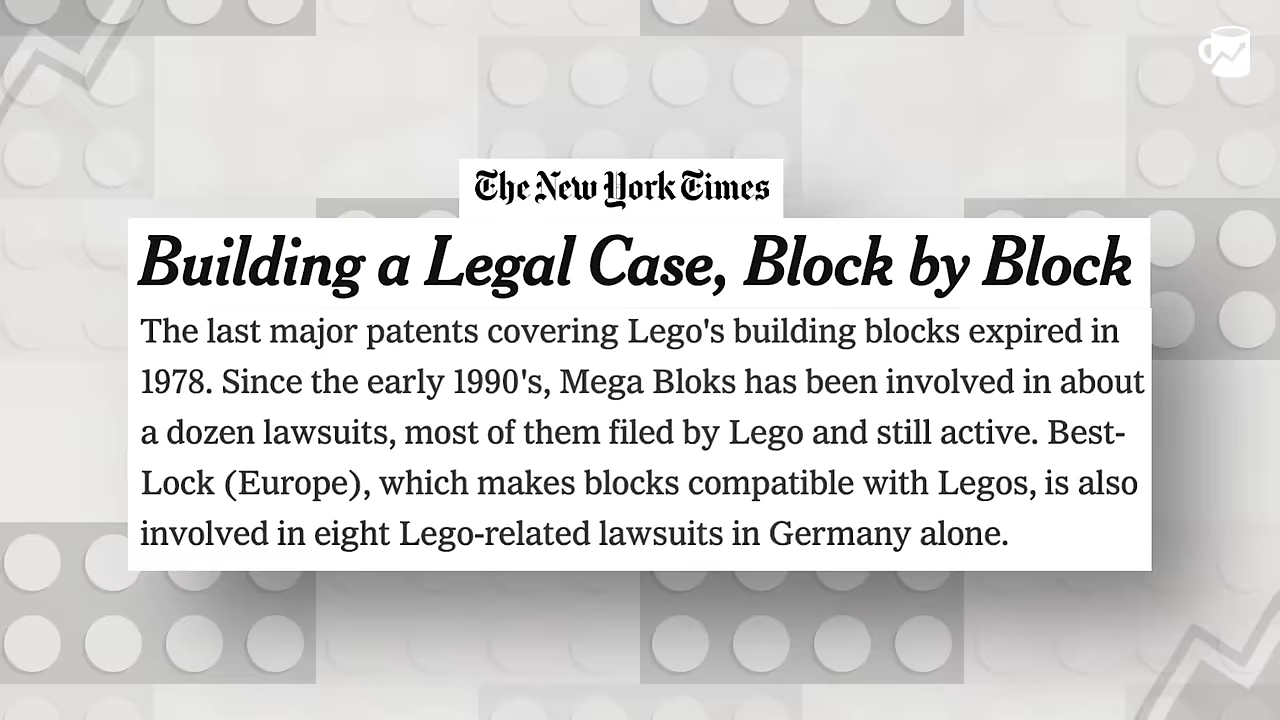 The New York Times
Building a Legal Case, Block by Block
The last major patents covering Lego's building blocks expired in
1978. Since the early 1990's, Mega Bloks has been involved in about
a dozen lawsuits, most of them filed by Lego and still active. Best-
Lock (Europe), which makes blocks compatible with Legos, is also
involved in eight Lego-related lawsuits in Germany alone.